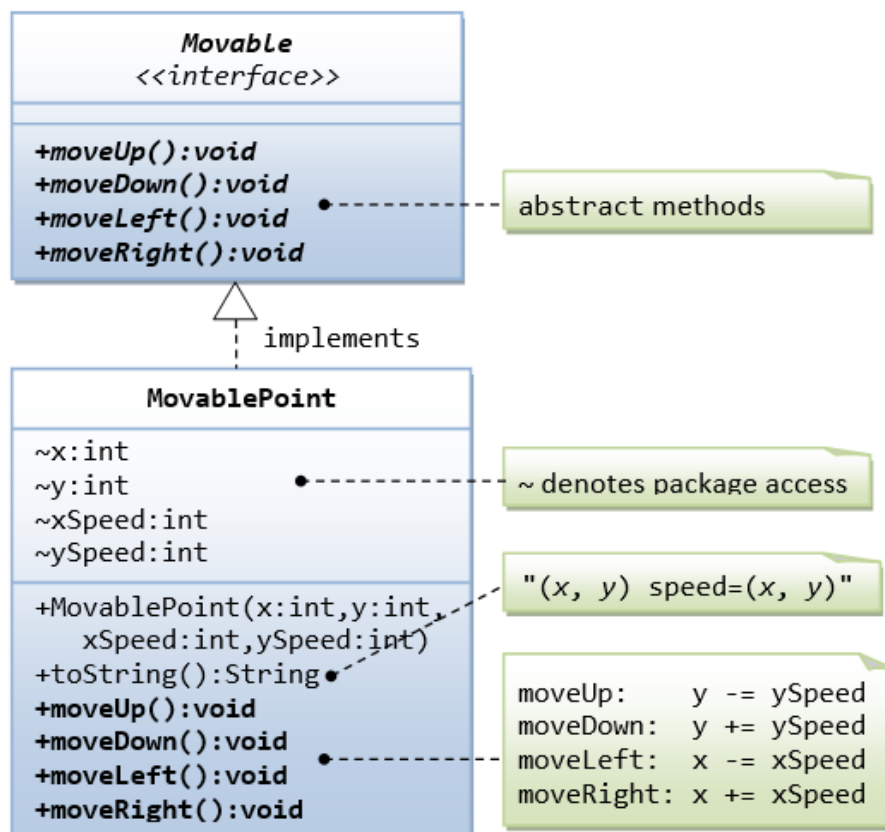 Movable
<<interface>>
+moveUp():void
+moveDown():void
+moveLeft():void
+moveRight():void
abstract methods
implements
MovablePoint
~x:int
~y:int
~xSpeed:int
~ySpeed:int
~ denotes package access
+MovablePoint(x:int,y:int,
xSpeed:int,ySpeed:int)
+toString():String
+moveUp():void
+moveDown():void
+moveLeft():void
+moveRight():void
"(x, y) speed=(x, y)"
moveUp: y -= ySpeed
moveDown: y += ySpeed
moveLeft: x -= xSpeed
moveRight: x += xSpeed